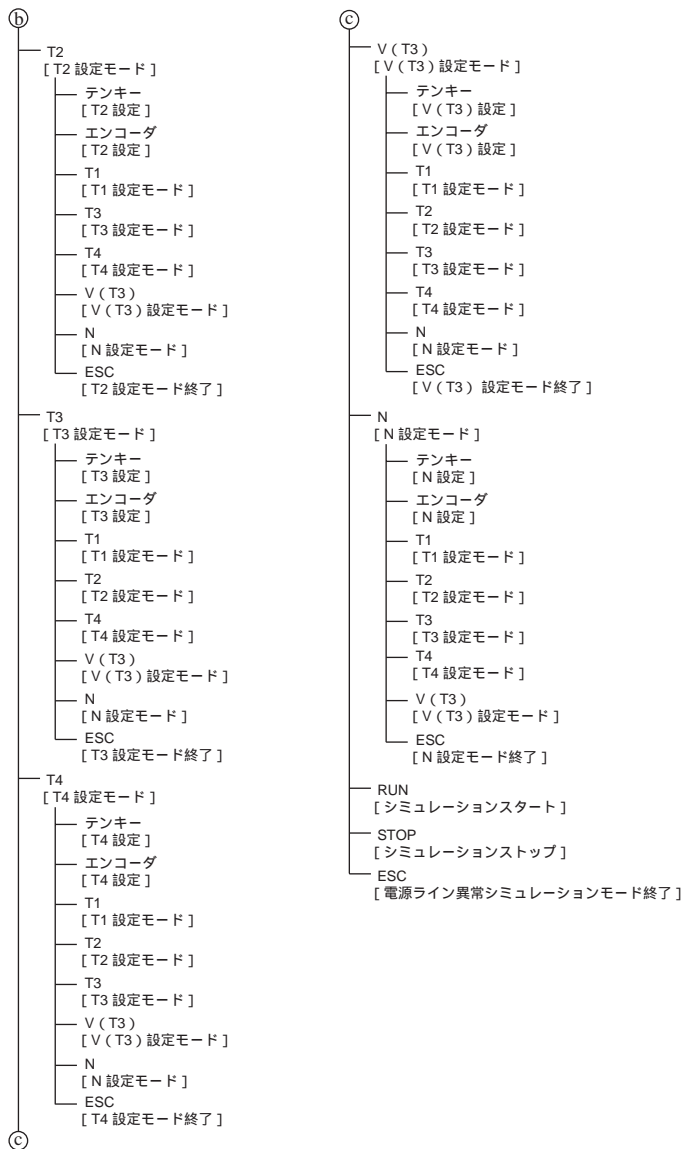 b
T2
[ T2 設定モード ]
テンキー
[ T2 設定 ]
エンコーダ
[ T2 設定 ]
T1
[ T1 設定モード ]
T3
[ T3 設定モード ]
T4
[ T4 設定モード ]
V ( T3 )
[ V ( T3 ) 設定モード ]
N
[ N 設定モード ]
ESC
[ T2 設定モード終了 ]
T3
[ T3 設定モード ]
テンキー
[ T3 設定 ]
エンコーダ
[ T3 設定 ]
T1
[ T1 設定モード ]
T2
[ T2 設定モード ]
T4
[ T4 設定モード ]
V ( T3 )
[ V ( T3 ) 設定モード ]
N
[ N 設定モード ]
ESC
[ T3 設定モード終了 ]
T4
[ T4 設定モード ]
テンキー
[ T4 設定 ]
エンコーダ
[ T4 設定 ]
T1
[ T1 設定モード ]
T2
[ T2 設定モード ]
T3
[ T3 設定モード ]
V ( T3 )
[ V ( T3 ) 設定モード ]
N
[ N 設定モード ]
ESC
[ T4 設定モード終了 ]
c
c
V ( T3 )
[ V ( T3 ) 設定モード ]
テンキー
[ V ( T3 ) 設定 ]
エンコーダ
[ V ( T3 ) 設定 ]
T1
[ T1 設定モード ]
T2
[ T2 設定モード ]
T3
[ T3 設定モード ]
T4
[ T4 設定モード ]
N
[ N 設定モード ]
ESC
[ V ( T3 ) 設定モード終了 ]
N
[ N 設定モード ]
テンキー
[ N 設定 ]
エンコーダ
[ N 設定 ]
T1
[ T1 設定モード ]
T2
[ T2 設定モード ]
T3
[ T3 設定モード ]
T4
[ T4 設定モード ]
V ( T3 )
[ V ( T3 ) 設定モード ]
ESC
[ N 設定モード終了 ]
RUN
[ シミュレーションスタート ]
STOP
[ シミュレーションストップ ]
ESC
[ 電源ライン異常シミュレーションモード終了 ]